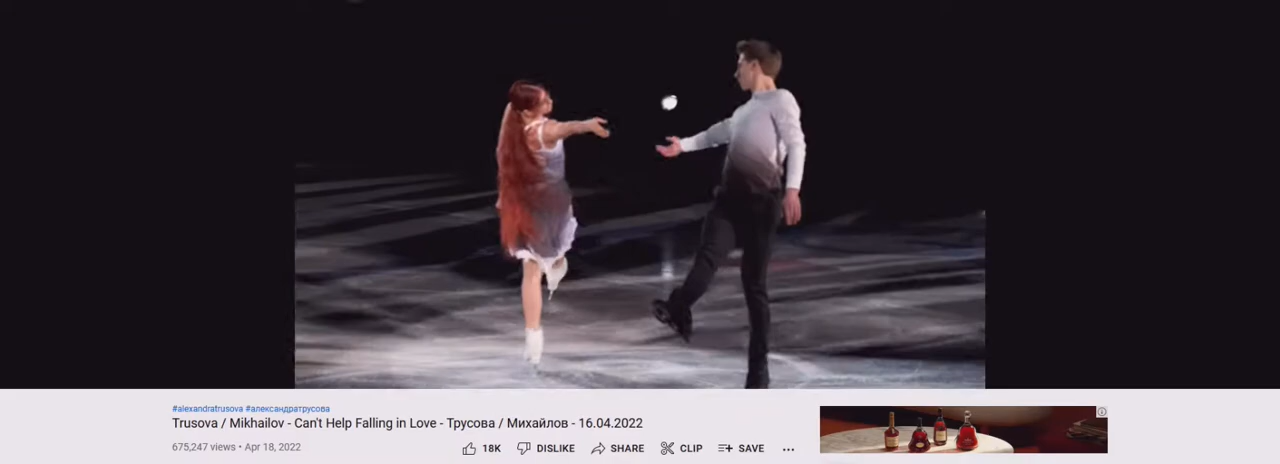 #alexandratrusova #александратрусова
Trusova / Mikhailov - Can't Help Falling in Love - Трусова / Михайлов - 16.04.2022
675,247 views • Apr 18, 2022
18K DISLIKE SHARE CLIP SAVE ...